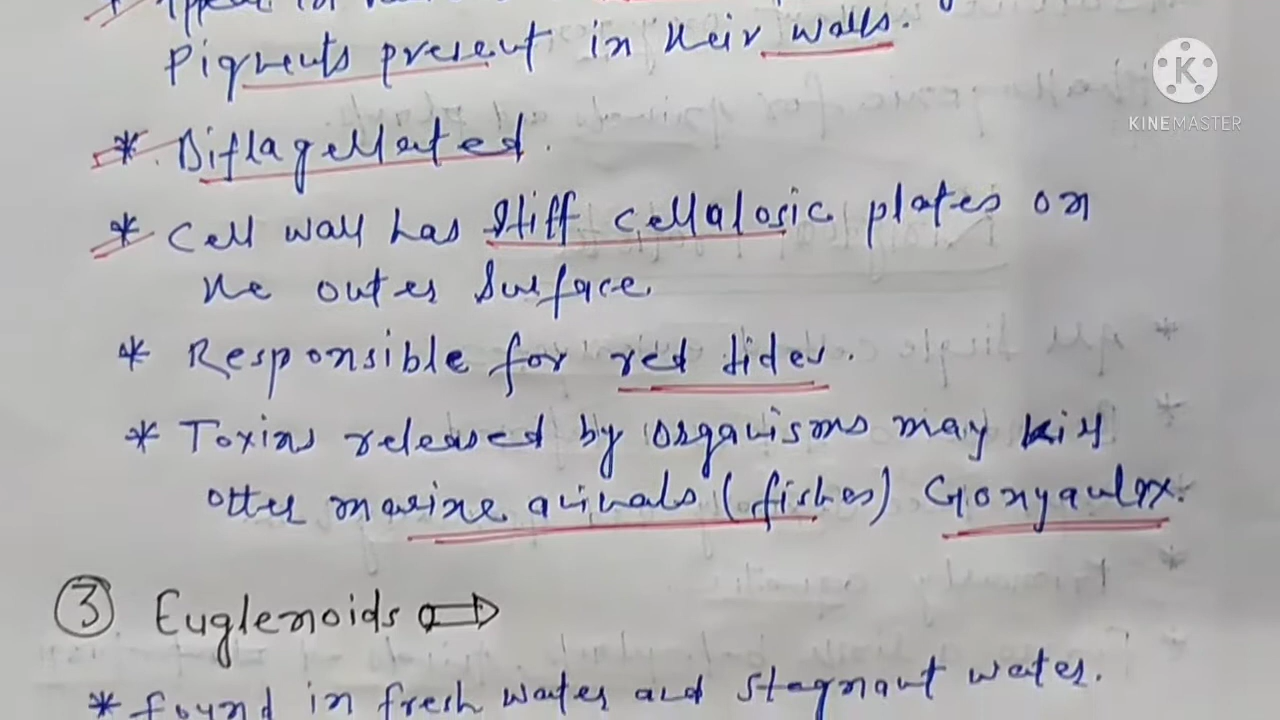 Pigments present in their walls.
K
KINEMASTER
* Biflagellated.
* Cell wall has stiff cellalosic plates on
the outer surface.
* Responsible for red tides.
* Toxins released by organisms may kill
other marine animals (fishes) Gonyaulax.
③ Euglenoids ⇒
* Found in fresh water and stagnant water.